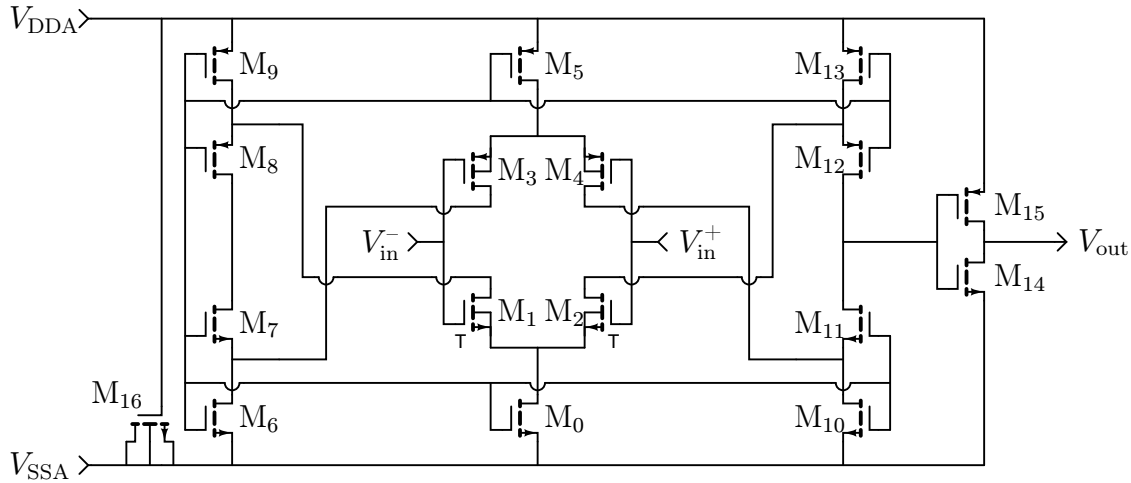 V_DDA
M_9
M_5
M_13
M_8
M_3
M_4
M_12
M_15
V_in^-
V_in^+
V_out
M_14
M_7
M_1
M_2
M_11
T
T
M_16
M_6
M_0
M_10
V_SSA